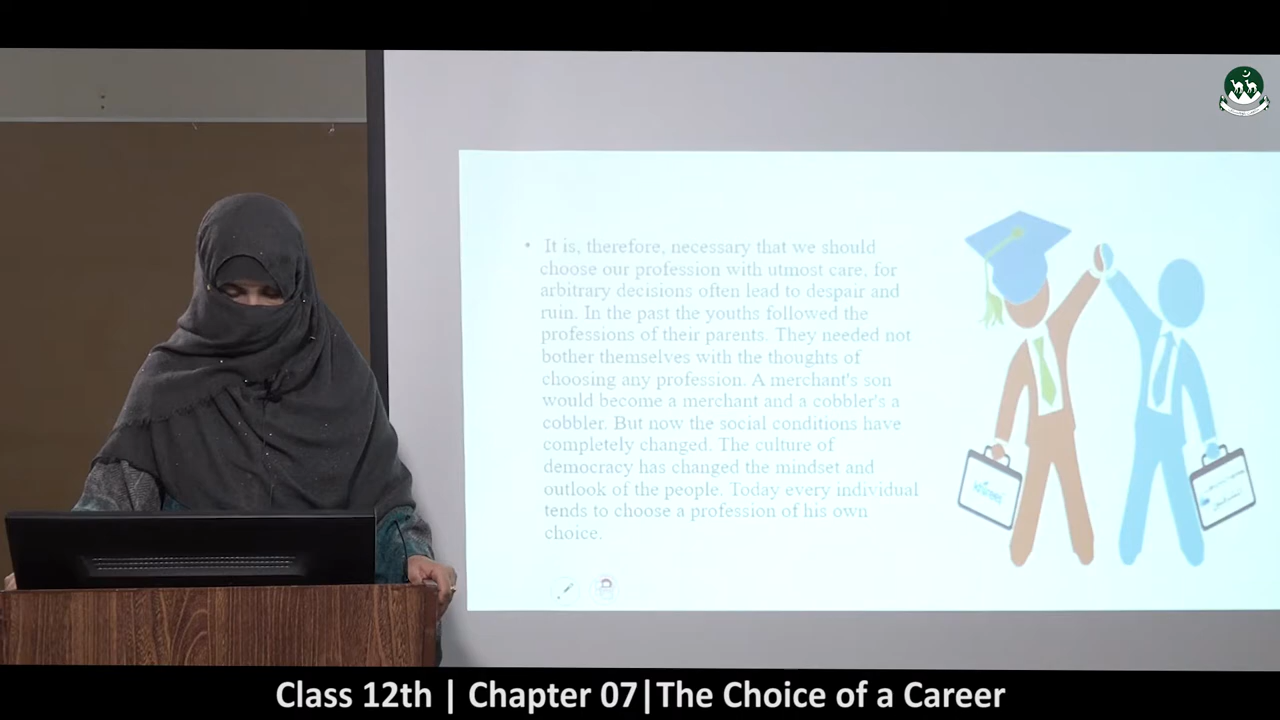 It is, therefore, necessary that we should
choose our profession with utmost care, for
arbitrary decisions often lead to despair and
ruin. In the past the youths followed the
professions of their parents. They needed not
bother themselves with the thoughts of
choosing any profession. A merchant's son
would become a merchant and a cobbler's a
cobbler. But now the social conditions have
completely changed. The culture of
democracy has changed the mindset and
outlook of the people. Today every individual
tends to choose a profession of his own
choice.
Class 12th | Chapter 07|The Choice of a Career